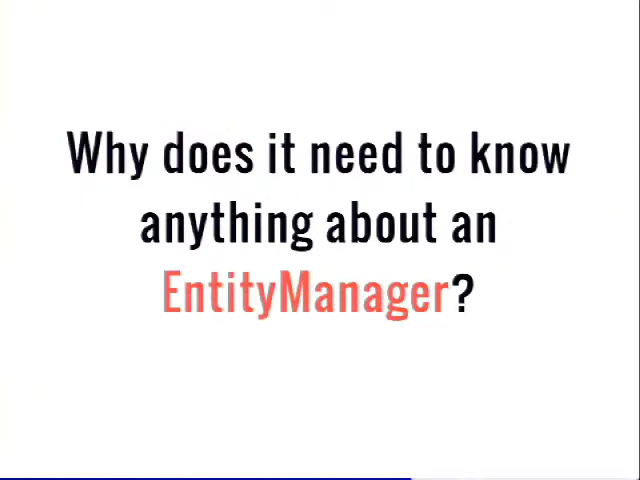 Why does it need to know
anything about an
EntityManager?